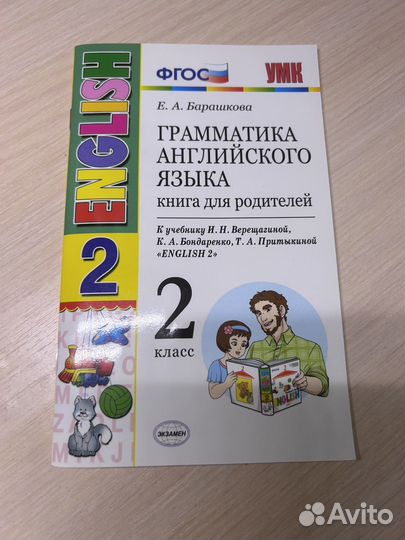 ФГОС
УМК
Е. А. Барашкова
ГРАММАТИКА
АНГЛИЙСКОГО
ЯЗЫКА
книга для родителей
К учебнику И. Н. Верещагиной,
К. А. Бондаренко, Т. А. Притыкиной
«ENGLISH 2»
2
класс
ENGLISH
2
ENGLISH
ЭКЗАМЕН
Avito